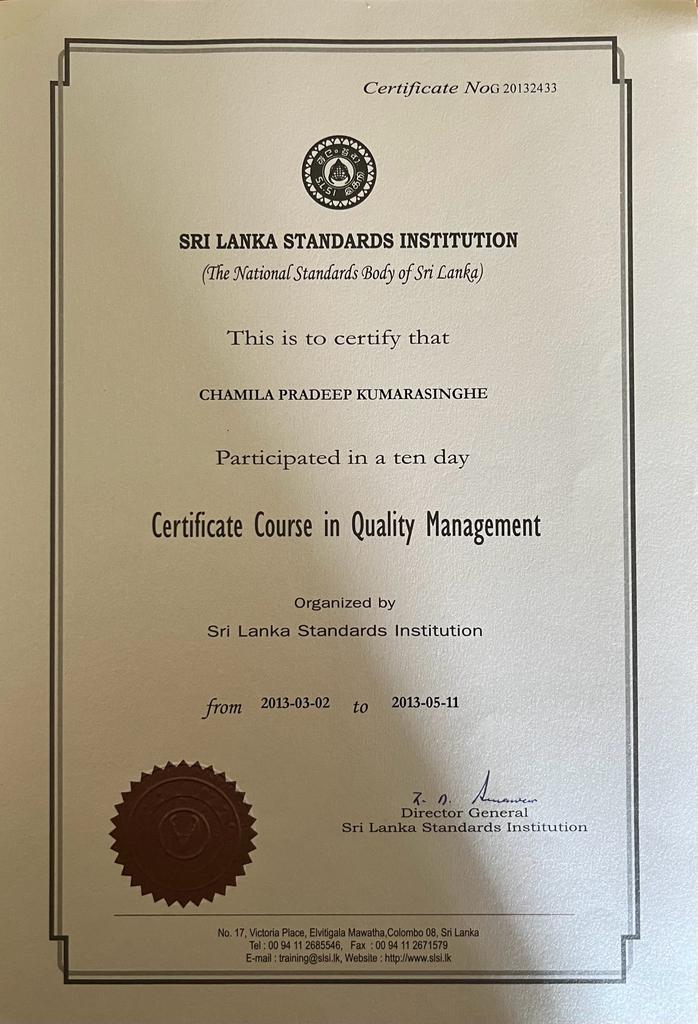 Certificate No G 20132433
SLSI
SRI LANKA STANDARDS INSTITUTION
(The National Standards Body of Sri Lanka)
This is to certify that
CHAMILA PRADEEP KUMARASINGHE
Participated in a ten day
Certificate Course in Quality Management
Organized by
Sri Lanka Standards Institution
from 2013-03-02 to 2013-05-11
Director General
Sri Lanka Standards Institution
No. 17, Victoria Place, Elvitigala Mawatha,Colombo 08, Sri Lanka
Tel : 00 94 11 2685546, Fax : 00 94 11 2671579
E-mail : training@slsi.lk, Website : http://www.slsi.lk